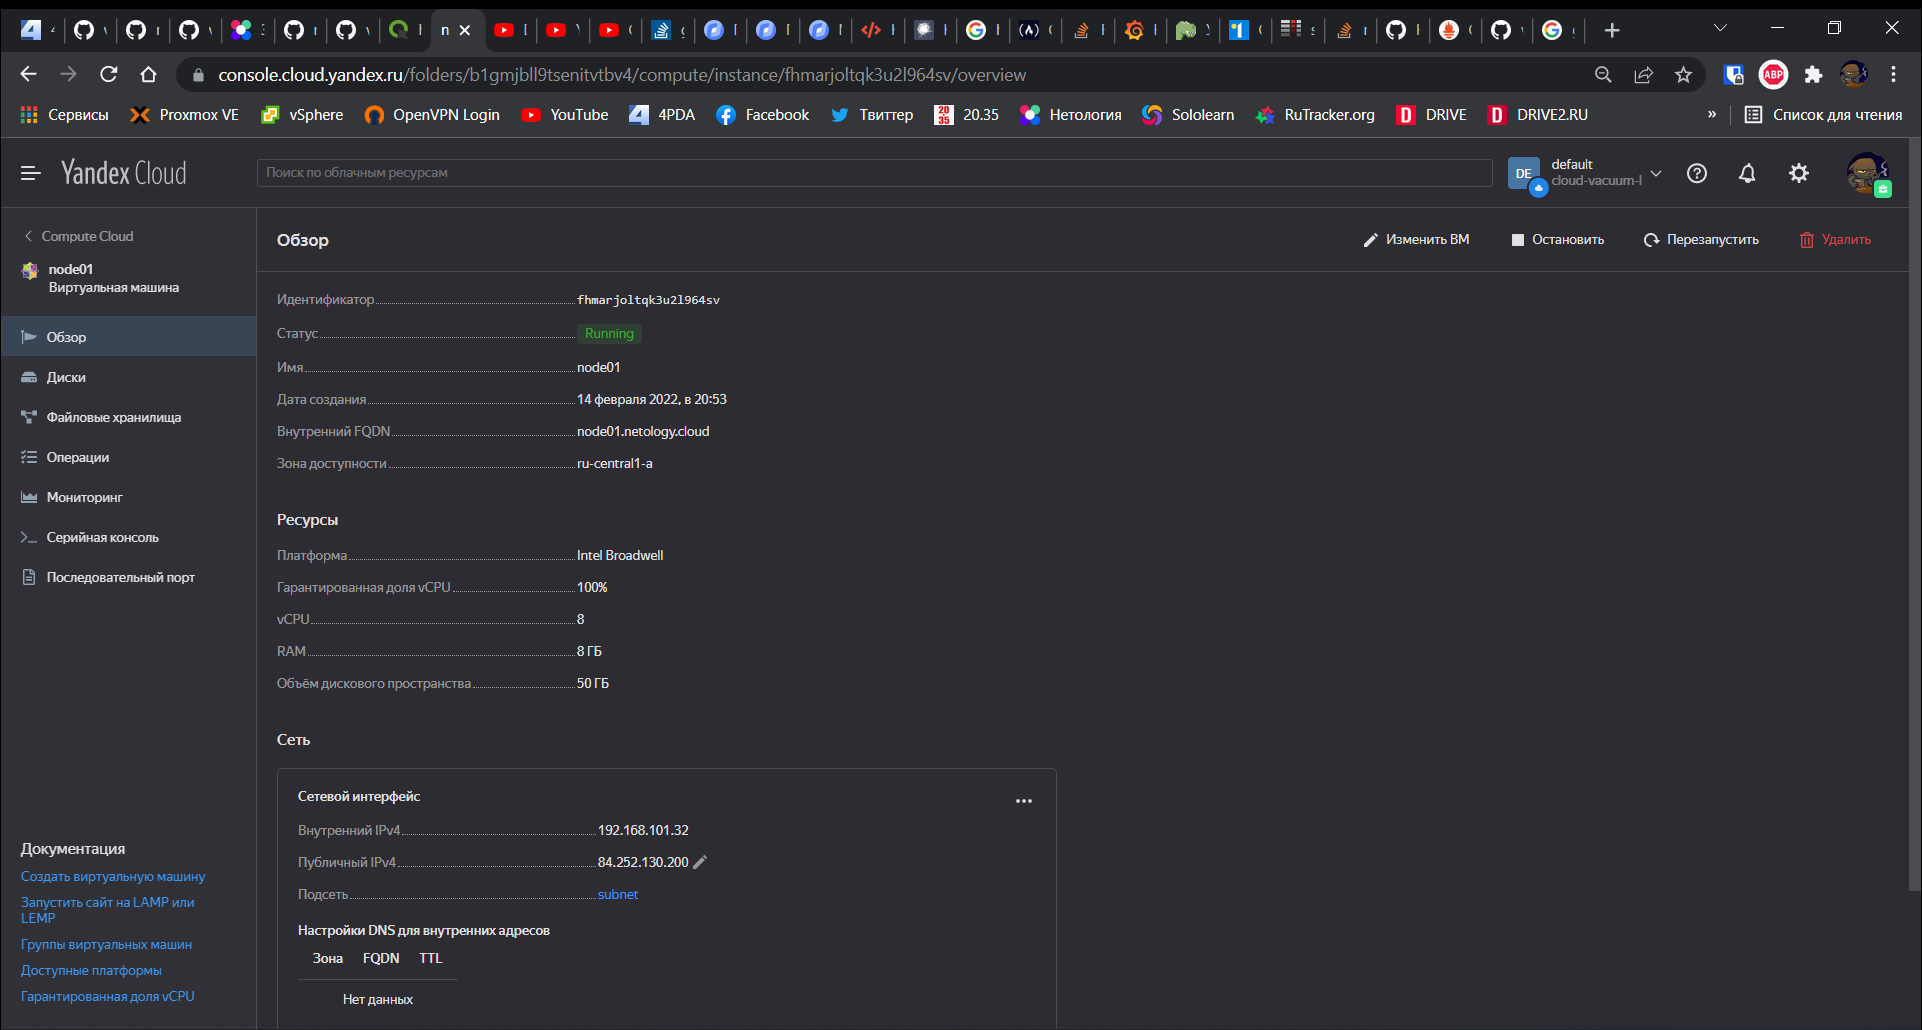 console.cloud.yandex.ru/folders/b1gmjbll9tsenitvtbv4/compute/instance/fhmarjoltqk3u2l964sv/overview
ABP
Сервисы Proxmox VE vSphere OpenVPN Login YouTube 4PDA Facebook Твиттер 20.35 Нетология Sololearn RuTracker.org DRIVE DRIVE2.RU » Список для чтения
Yandex Cloud
Поиск по облачным ресурсам
DE
default
cloud-vacuum-l
Compute Cloud
node01
Виртуальная машина
Обзор
Диски
Файловые хранилища
Операции
Мониторинг
Серийная консоль
Последовательный порт
Документация
Создать виртуальную машину
Запустить сайт на LAMP или
LEMP
Группы виртуальных машин
Доступные платформы
Гарантированная доля vCPU
Обзор
Изменить ВМ Остановить Перезапустить Удалить
Идентификатор fhmarjoltqk3u2l964sv
Статус Running
Имя node01
Дата создания 14 февраля 2022, в 20:53
Внутренний FQDN node01.netology.cloud
Зона доступности ru-central1-a
Ресурсы
Платформа Intel Broadwell
Гарантированная доля vCPU 100%
vCPU 8
RAM 8 ГБ
Объём дискового пространства 50 ГБ
Сеть
Сетевой интерфейс
Внутренний IPv4 192.168.101.32
Публичный IPv4 84.252.130.200
Подсеть subnet
Настройки DNS для внутренних адресов
Зона FQDN TTL
Нет данных